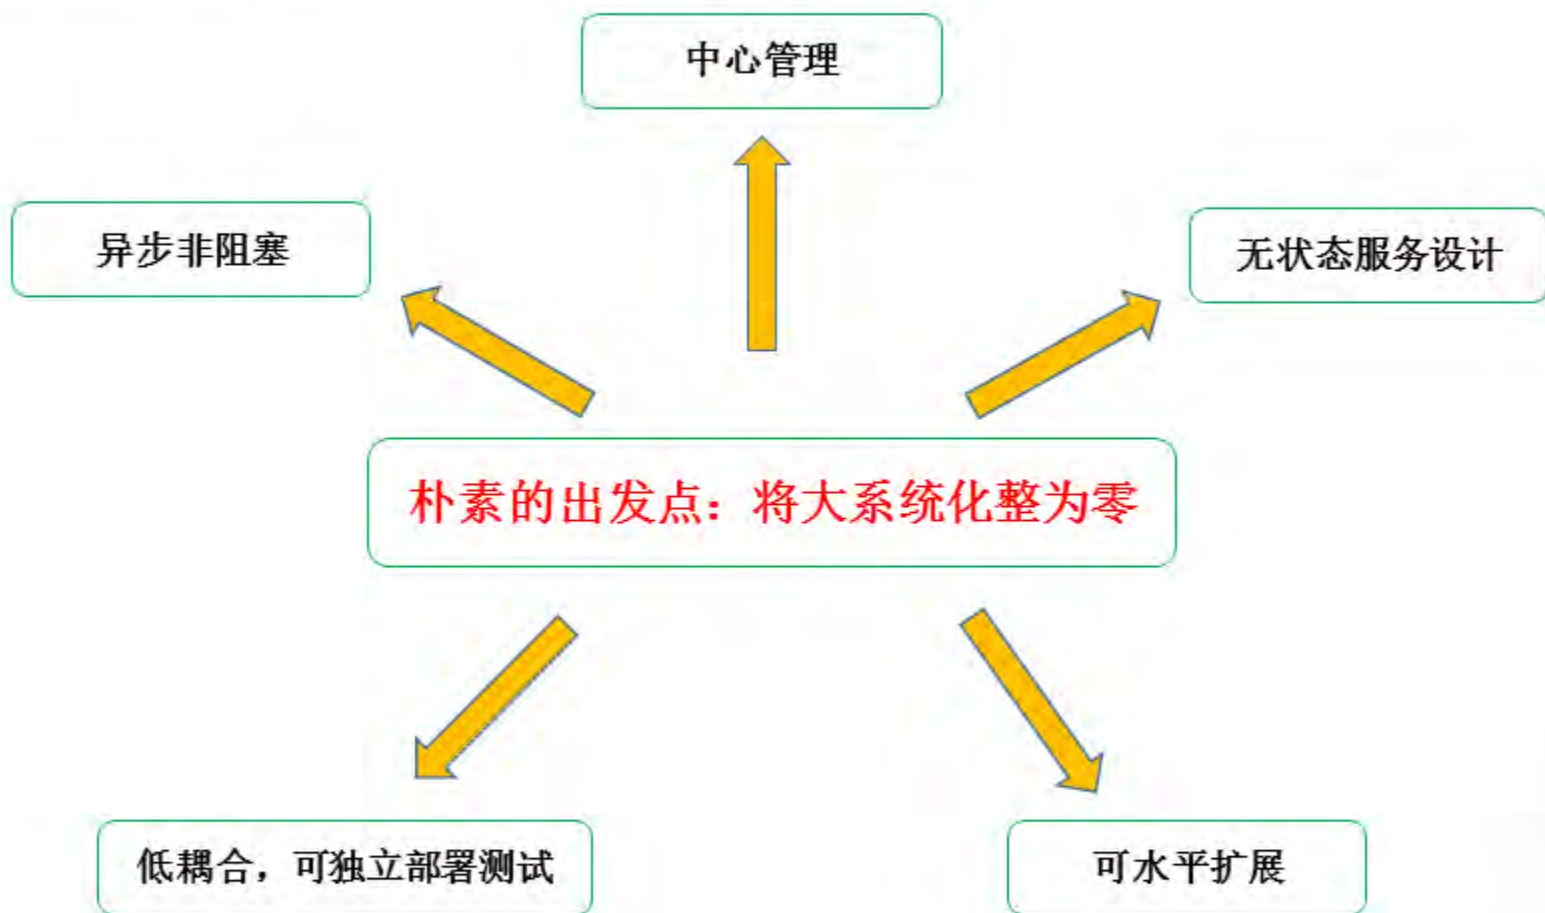 中心管理
异步非阻塞
无状态服务设计
朴素的出发点：将大系统化整为零
低耦合，可独立部署测试
可水平扩展